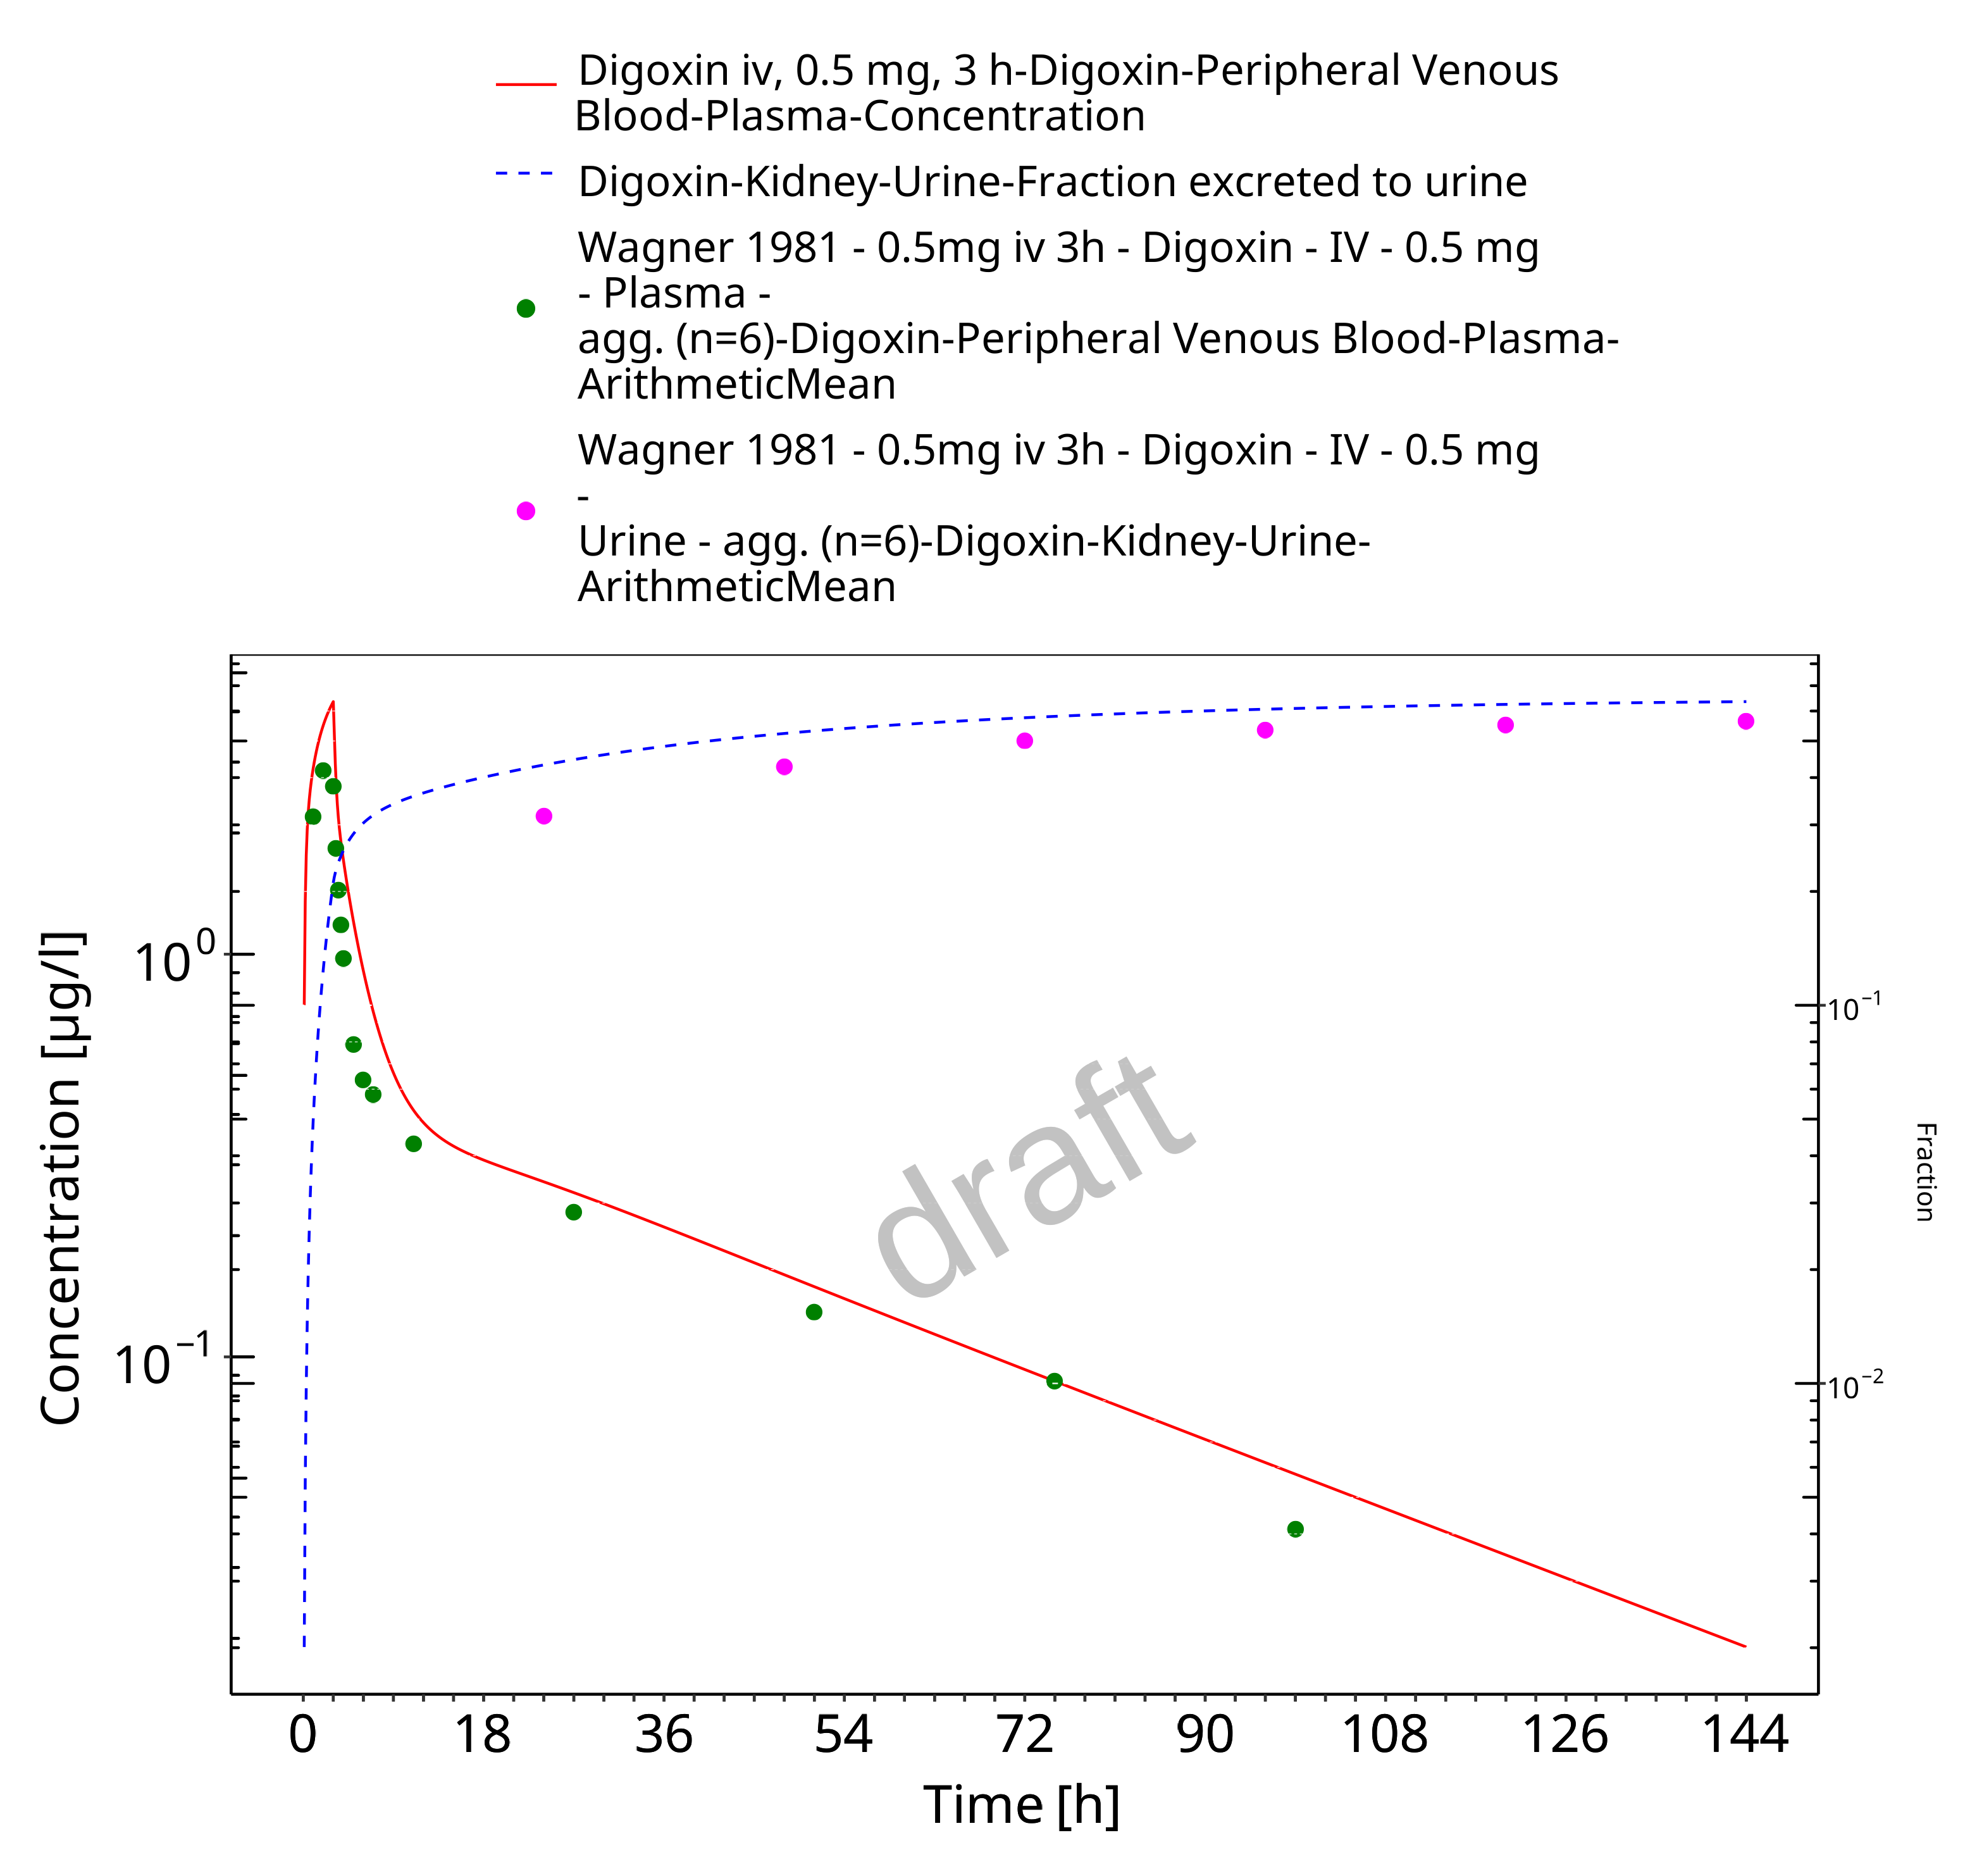 Digoxin iv, 0.5 mg, 3 h-Digoxin-Peripheral Venous
Blood-Plasma-Concentration
Digoxin-Kidney-Urine-Fraction excreted to urine
Wagner 1981 - 0.5mg iv 3h - Digoxin - IV - 0.5 mg
- Plasma -
agg. (n=6)-Digoxin-Peripheral Venous Blood-Plasma-
ArithmeticMean
Wagner 1981 - 0.5mg iv 3h - Digoxin - IV - 0.5 mg
-
Urine - agg. (n=6)-Digoxin-Kidney-Urine-
ArithmeticMean
Concentration [µg/l]
10⁰
10⁻¹
draft
10⁻¹
10⁻²
Fraction
0 18 36 54 72 90 108 126 144
Time [h]